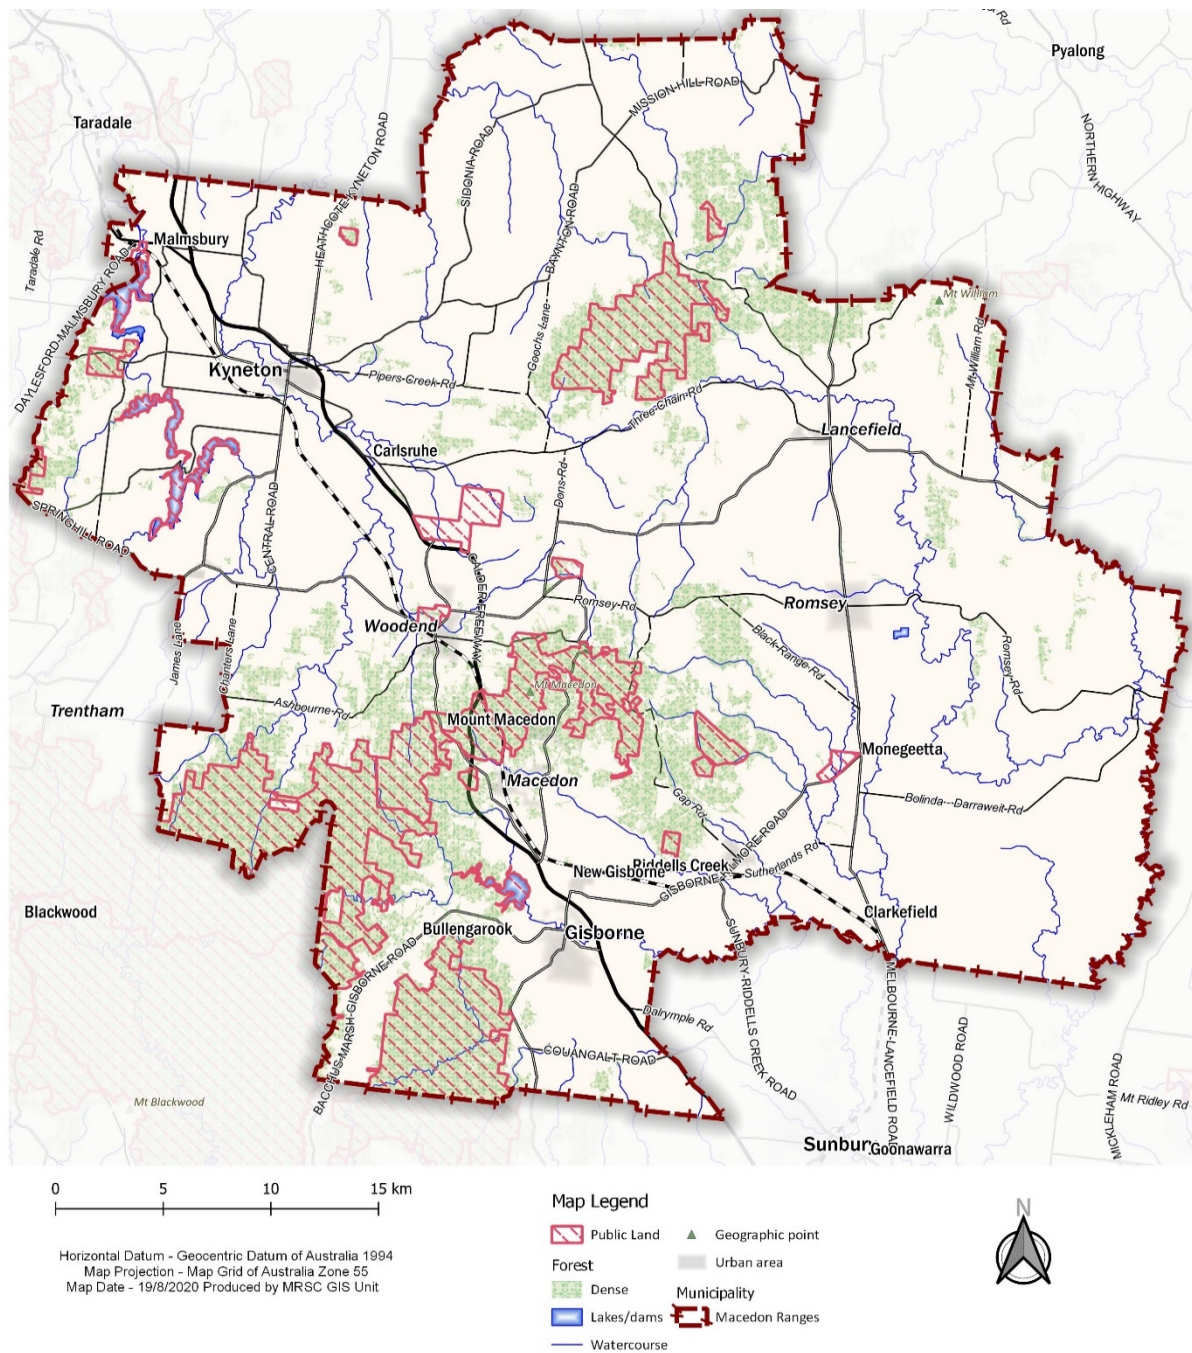 Pyalong
Taradale
NORTHERN HIGHWAY
MISSION HILL ROAD
SIDONIA ROAD
HEATHCOTE-KYNETON ROAD
BAYNTON ROAD
Taradale Rd
Malmsbury
DAYLESFORD-MALMSBURY ROAD
Mt William
Mt William Rd
Goochs Lane
Kyneton
Pipers Creek Rd
Three Chain Rd
Lancefield
Carlsruhe
Dons Rd
SPRINGHILL ROAD
CENTRAL ROAD
CALDER FREEWAY
Romsey Rd
Romsey
Woodend
Black Range Rd
Romsey Rd
James Lane
Chanters Lane
Mt Macedon
Ashbourne Rd
Trentham
Mount Macedon
Monegeetta
Macedon
Gap Rd
Bolinda---Darraweit Rd
GISBORNE-KILMORE ROAD
Sutherlands Rd
Riddells Creek
New Gisborne
Blackwood
Clarkefield
Bullengarook
Gisborne
BACCHUS MARSH-GISBORNE ROAD
SUNBURY-RIDDELLS CREEK ROAD
MELBOURNE-LANCEFIELD ROAD
Dalrymple Rd
WILDWOOD ROAD
COUANGALT ROAD
MICKLEHAM ROAD
Mt Blackwood
Mt Ridley Rd
Sunbur
Goonawarra
0 5 10 15 km
Horizontal Datum - Geocentric Datum of Australia 1994
Map Projection - Map Grid of Australia Zone 55
Map Date - 19/8/2020 Produced by MRSC GIS Unit
Map Legend
Public Land
Geographic point
Forest
Urban area
Dense
Municipality
Lakes/dams
Macedon Ranges
Watercourse
N